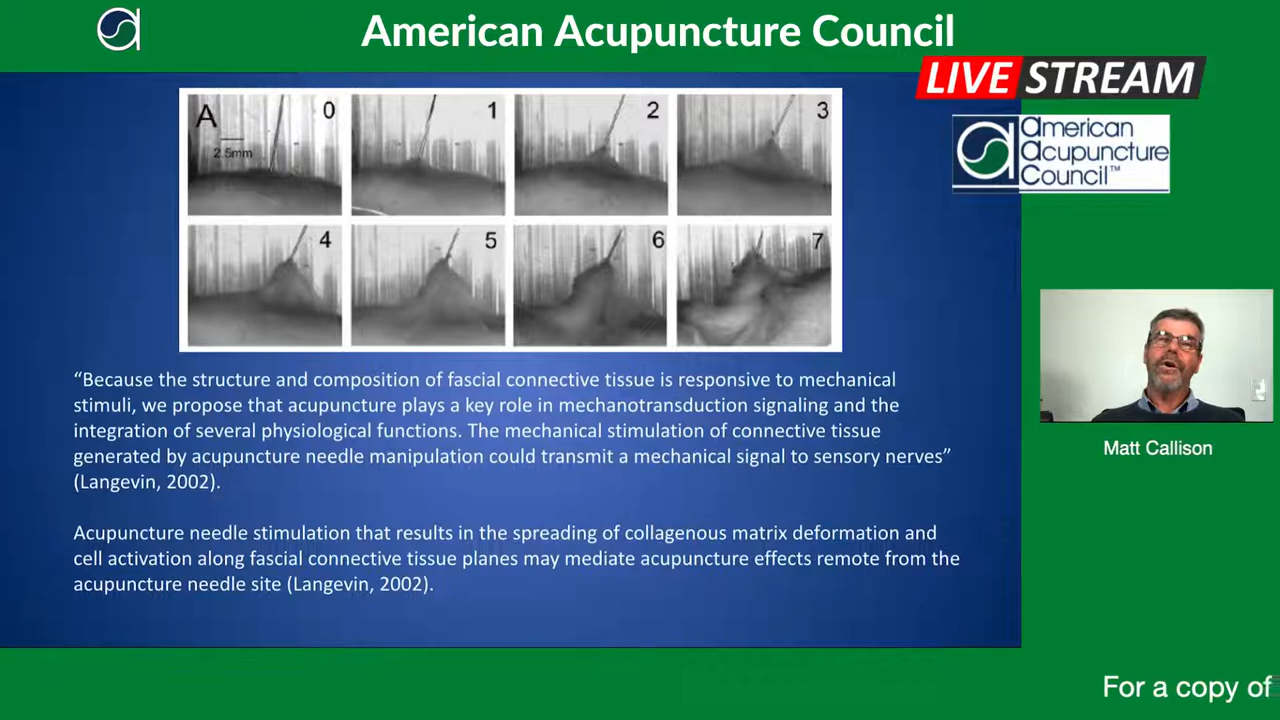 American Acupuncture Council
LIVE STREAM
american
acupuncture
Council™
A
2.5mm
0
1
2
3
4
5
6
7
“Because the structure and composition of fascial connective tissue is responsive to mechanical
stimuli, we propose that acupuncture plays a key role in mechanotransduction signaling and the
integration of several physiological functions. The mechanical stimulation of connective tissue
generated by acupuncture needle manipulation could transmit a mechanical signal to sensory nerves”
(Langevin, 2002).
Acupuncture needle stimulation that results in the spreading of collagenous matrix deformation and
cell activation along fascial connective tissue planes may mediate acupuncture effects remote from the
acupuncture needle site (Langevin, 2002).
Matt Callison
For a copy of